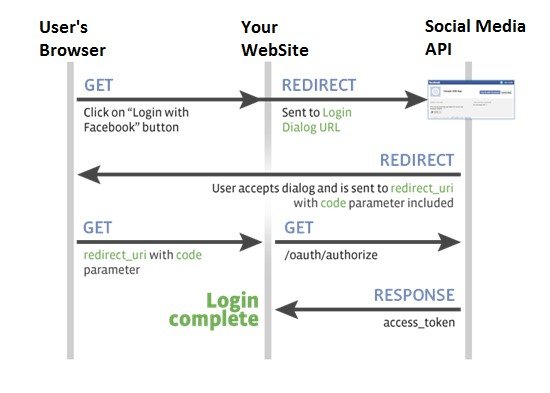 User's
Browser
Your
WebSite
Social Media
API
GET
REDIRECT
Click on “Login with
Facebook” button
Sent to Login
Dialog URL
REDIRECT
User accepts dialog and is sent to redirect_uri
with code parameter included
GET
GET
redirect_uri with code
parameter
/oauth/authorize
Login
complete
RESPONSE
access_token